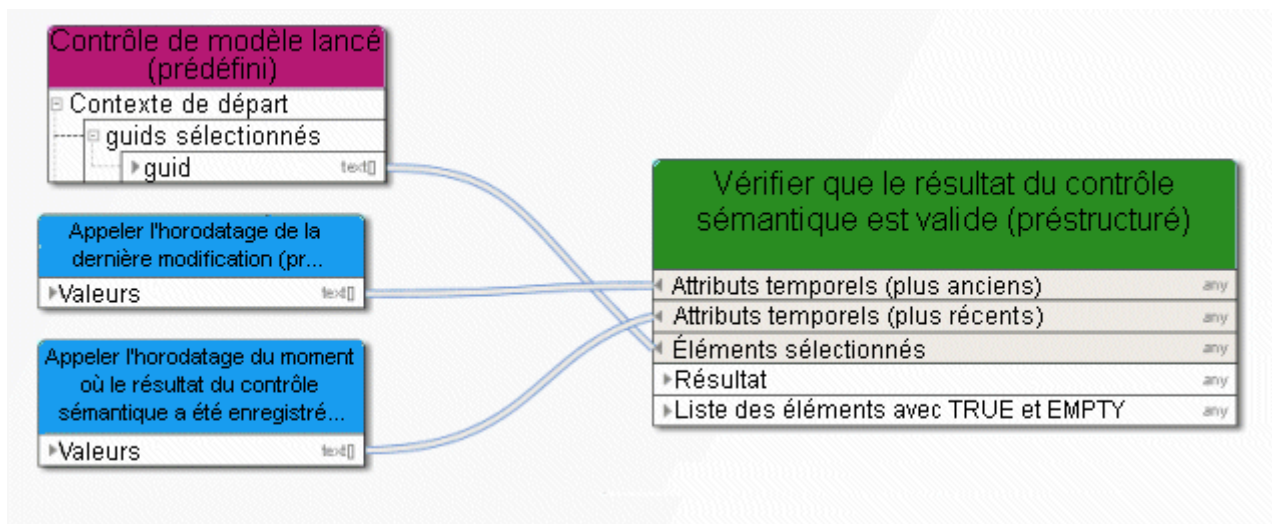 Contrôle de modèle lancé
(prédéfini)
Contexte de départ
guids sélectionnés
guid text[]
Appeler l'horodatage de la
dernière modification (pr...
Valeurs text[]
Appeler l'horodatage du moment
où le résultat du contrôle
sémantique a été enregistré...
Valeurs text[]
Vérifier que le résultat du contrôle
sémantique est valide (préstructuré)
Attributs temporels (plus anciens) any
Attributs temporels (plus récents) any
Éléments sélectionnés any
Résultat any
Liste des éléments avec TRUE et EMPTY any